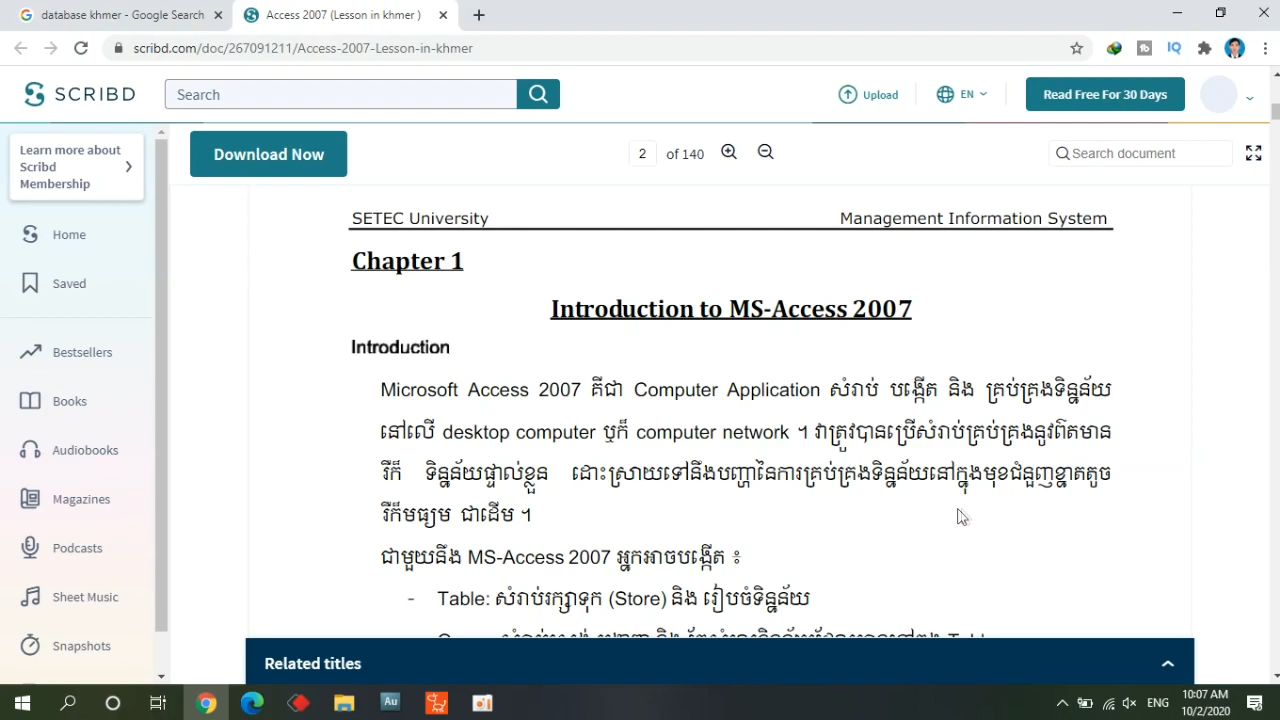 database khmer - Google Search
Access 2007 (Lesson in khmer )
scribd.com/doc/267091211/Access-2007-Lesson-in-khmer
SCRIBD
Search
Upload
EN
Read Free For 30 Days
Learn more about Scribd Membership
Download Now
2 of 140
Search document
Home
Saved
Bestsellers
Books
Audiobooks
Magazines
Podcasts
Sheet Music
Snapshots
SETEC University Management Information System
Chapter 1
Introduction to MS-Access 2007
Introduction
Microsoft Access 2007 គឺជា Computer Application សំរាប់ បង្កើត និង គ្រប់គ្រងទិន្នន័យ
នៅលើ desktop computer ឬក៏ computer network ។ វាត្រូវបានប្រើសំរាប់គ្រប់គ្រងនូវព៌តមាន
រឺក៏ ទិន្នន័យផ្ទាល់ខ្លួន ដោះស្រាយទៅនឹងបញ្ហានៃការគ្រប់គ្រងទិន្នន័យនៅក្នុងមុខជំនួញខ្នាតតូច
រឺក៏មធ្យម ជាដើម ។
ជាមួយនឹង MS-Access 2007 អ្នកអាចបង្កើត ៖
- Table: សំរាប់រក្សាទុក (Store) និង រៀបចំទិន្នន័យ
Related titles
Au
ENG
10:07 AM
10/2/2020